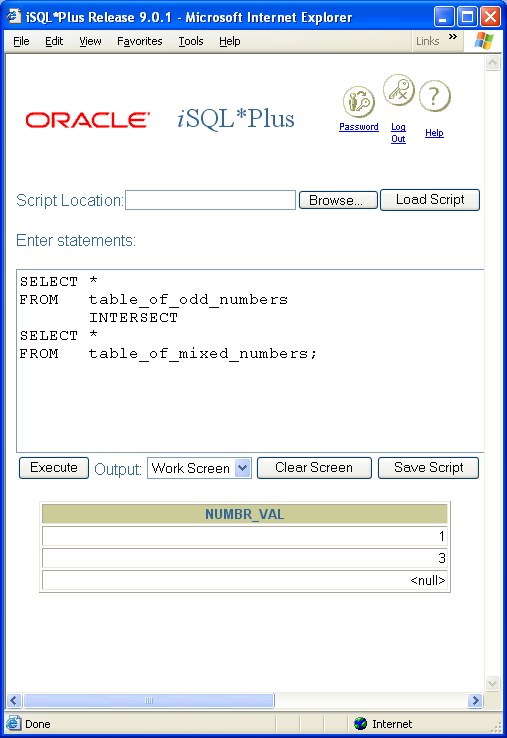 iSQL*Plus Release 9.0.1 - Microsoft Internet Explorer
File Edit View Favorites Tools Help Links »
ORACLE® iSQL*Plus
Password Log Out Help
Script Location: Browse... Load Script
Enter statements:
SELECT *
FROM table_of_odd_numbers
INTERSECT
SELECT *
FROM table_of_mixed_numbers;
Execute Output: Work Screen Clear Screen Save Script
NUMBR_VAL
1
3
<null>
Done Internet